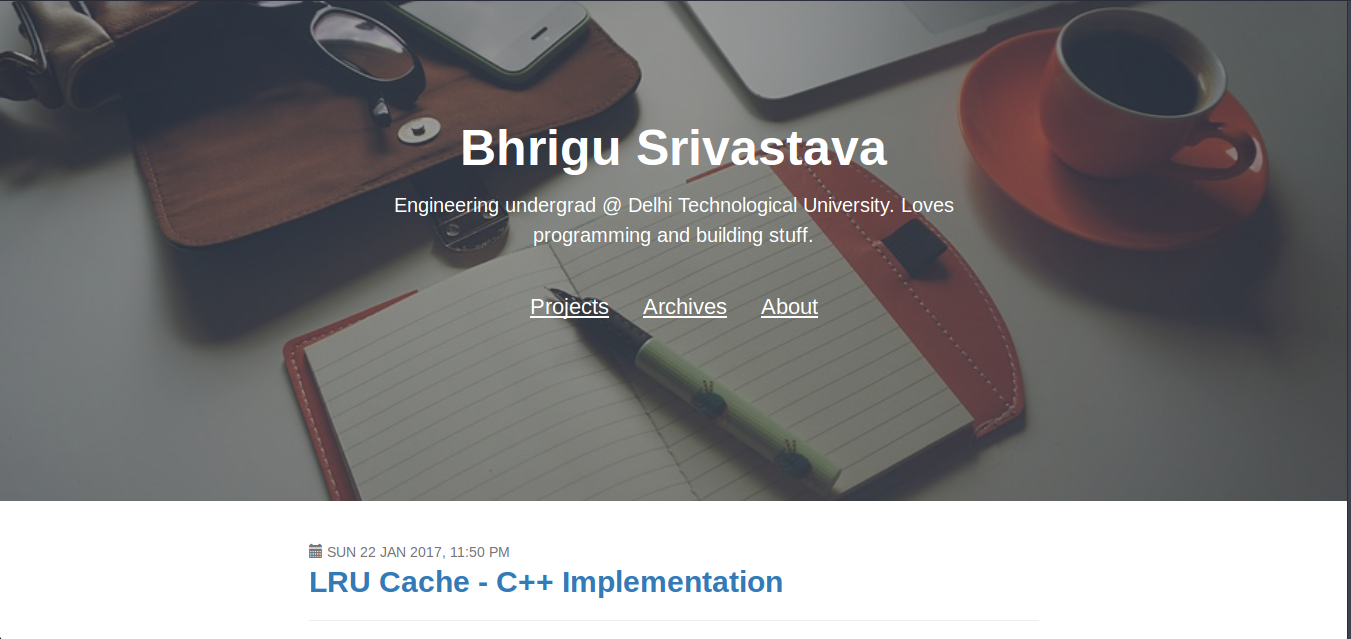 Bhrigu Srivastava
Engineering undergrad @ Delhi Technological University. Loves
programming and building stuff.
Projects Archives About
SUN 22 JAN 2017, 11:50 PM
LRU Cache - C++ Implementation